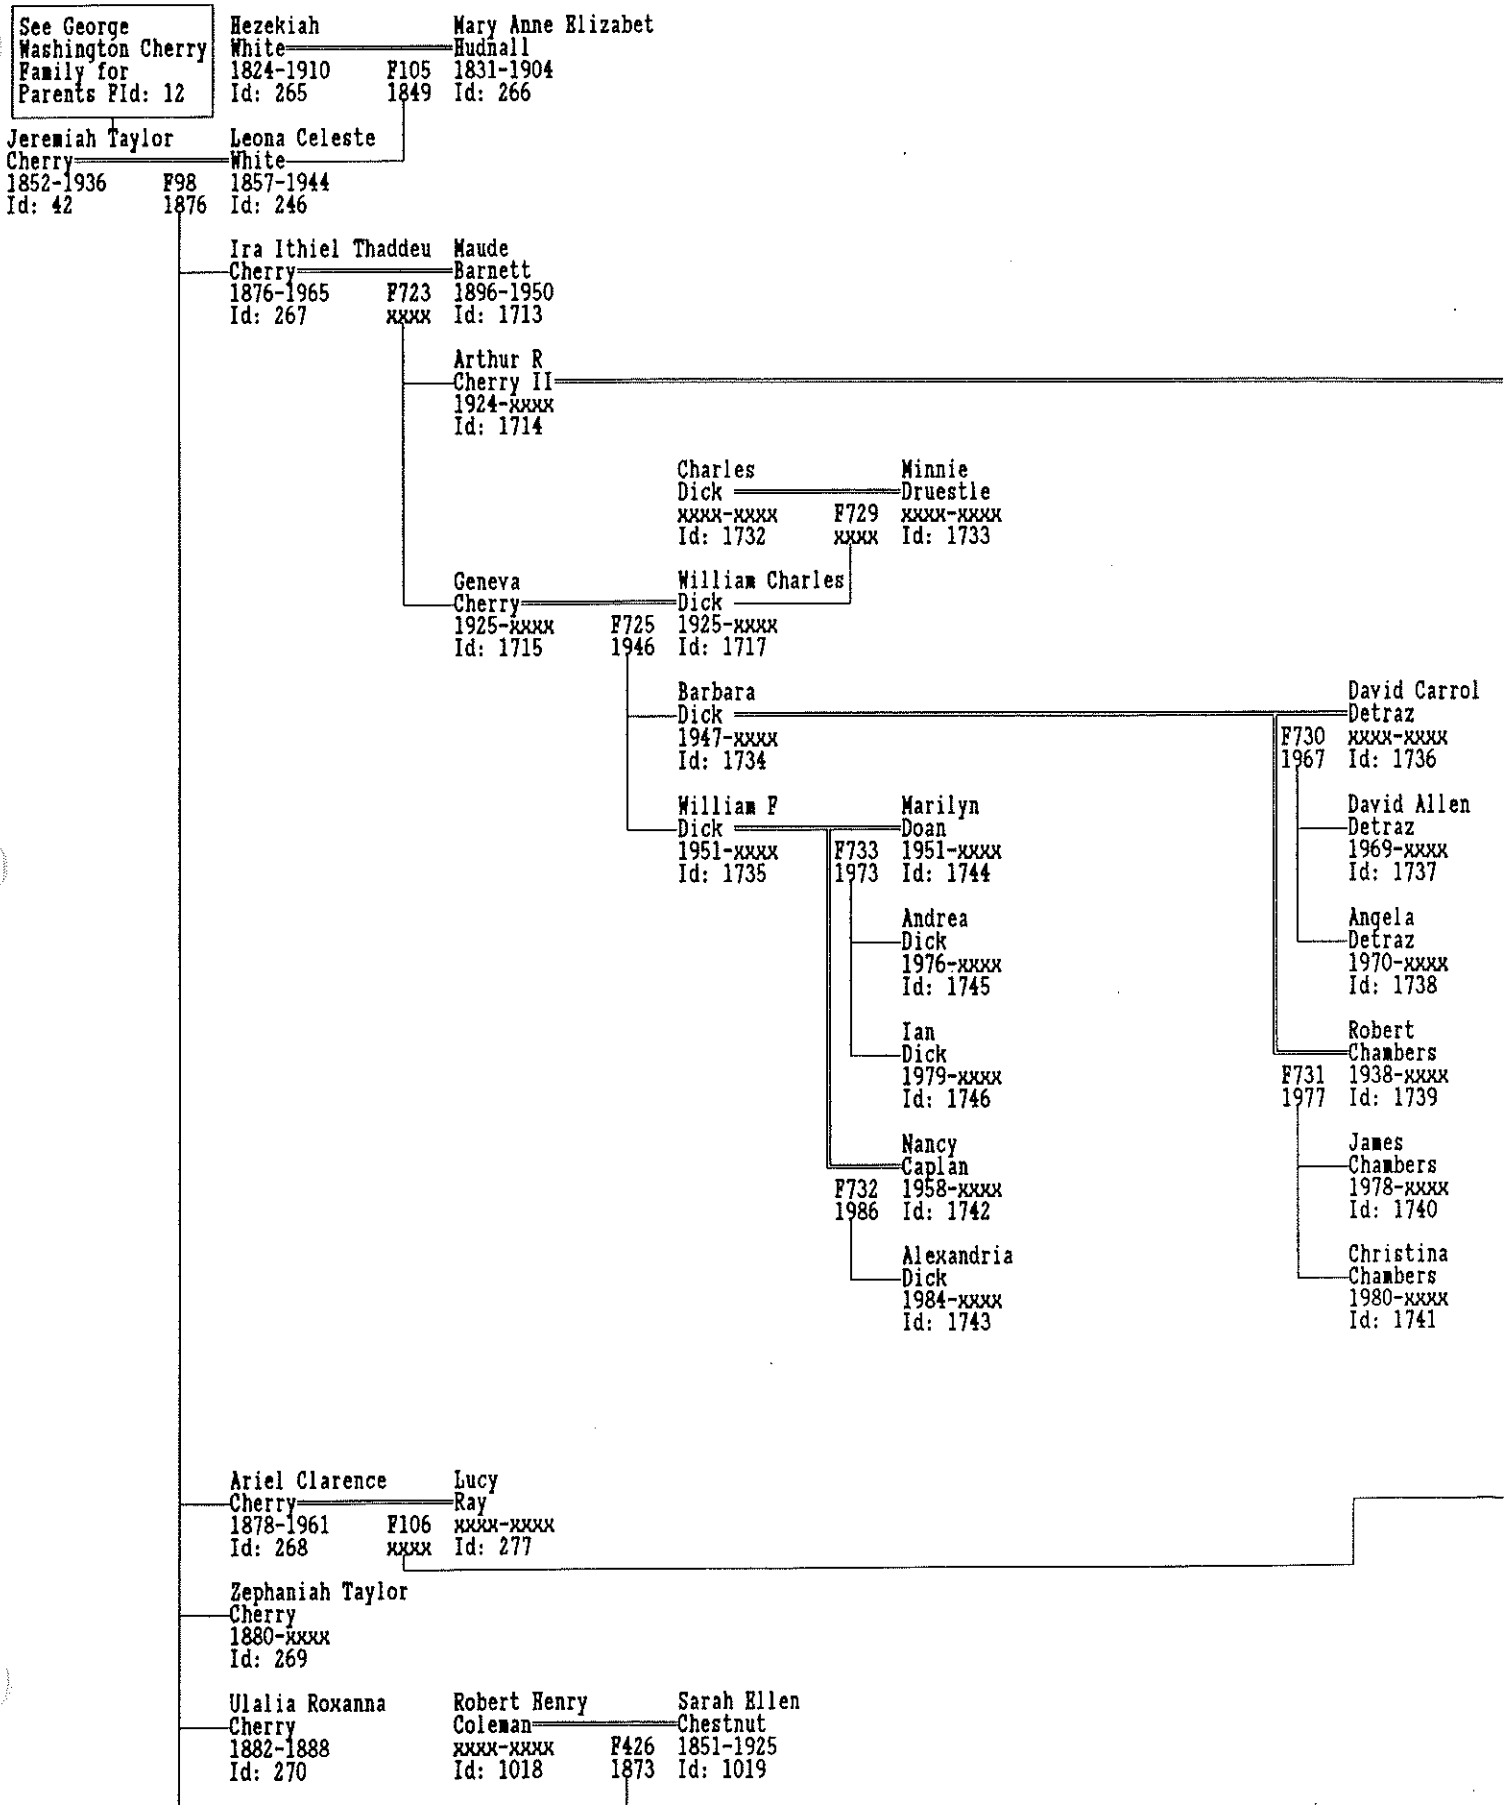 See George
Washington Cherry
Family for
Parents FId: 12
Hezekiah
White
1824-1910
Id: 265
F105
1849
Mary Anne Elizabet
Hudnall
1831-1904
Id: 266
Jeremiah Taylor
Cherry
1852-1936
Id: 42
F98
1876
Leona Celeste
White
1857-1944
Id: 246
Ira Ithiel Thaddeu
Cherry
1876-1965
Id: 267
F723
xxxx
Maude
Barnett
1896-1950
Id: 1713
Arthur R
Cherry II
1924-xxxx
Id: 1714
Charles
Dick
xxxx-xxxx
Id: 1732
F729
xxxx
Minnie
Druestle
xxxx-xxxx
Id: 1733
Geneva
Cherry
1925-xxxx
Id: 1715
F725
1946
William Charles
Dick
1925-xxxx
Id: 1717
Barbara
Dick
1947-xxxx
Id: 1734
F730
1967
David Carrol
Detraz
xxxx-xxxx
Id: 1736
David Allen
Detraz
1969-xxxx
Id: 1737
Angela
Detraz
1970-xxxx
Id: 1738
F731
1977
Robert
Chambers
1938-xxxx
Id: 1739
James
Chambers
1978-xxxx
Id: 1740
Christina
Chambers
1980-xxxx
Id: 1741
William F
Dick
1951-xxxx
Id: 1735
F733
1973
Marilyn
Doan
1951-xxxx
Id: 1744
Andrea
Dick
1976-xxxx
Id: 1745
Ian
Dick
1979-xxxx
Id: 1746
F732
1986
Nancy
Caplan
1958-xxxx
Id: 1742
Alexandria
Dick
1984-xxxx
Id: 1743
Ariel Clarence
Cherry
1878-1961
Id: 268
F106
xxxx
Lucy
Ray
xxxx-xxxx
Id: 277
Zephaniah Taylor
Cherry
1880-xxxx
Id: 269
Ulalia Roxanna
Cherry
1882-1888
Id: 270
Robert Henry
Coleman
xxxx-xxxx
Id: 1018
F426
1873
Sarah Ellen
Chestnut
1851-1925
Id: 1019